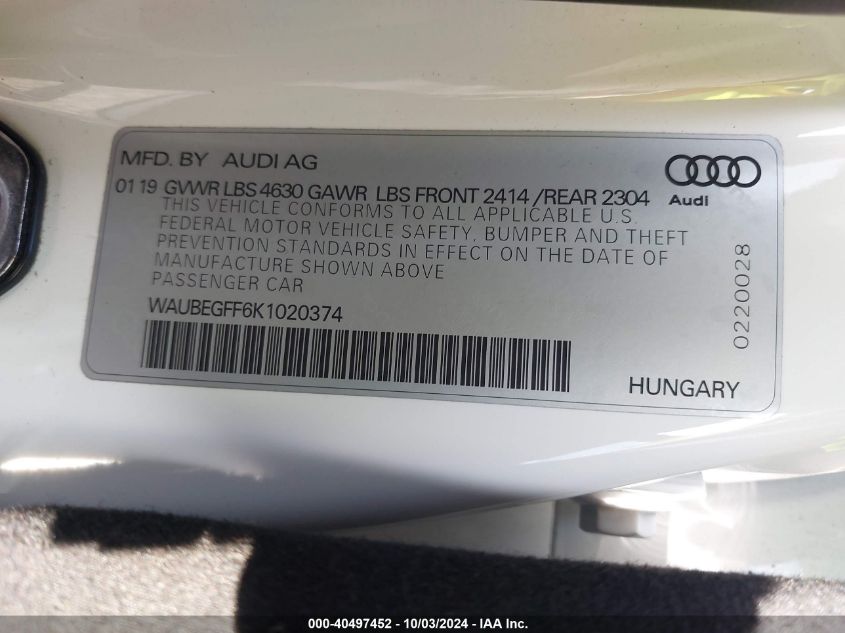 MFD. BY AUDI AG
01 19 GVWR LBS 4630 GAWR LBS FRONT 2414 /REAR 2304
THIS VEHICLE CONFORMS TO ALL APPLICABLE U.S.
FEDERAL MOTOR VEHICLE SAFETY, BUMPER AND THEFT
PREVENTION STANDARDS IN EFFECT ON THE DATE OF
MANUFACTURE SHOWN ABOVE
PASSENGER CAR
WAUBEGFF6K1020374
Audi
0220028
HUNGARY
000-40497452 - 10/03/2024 - IAA Inc.